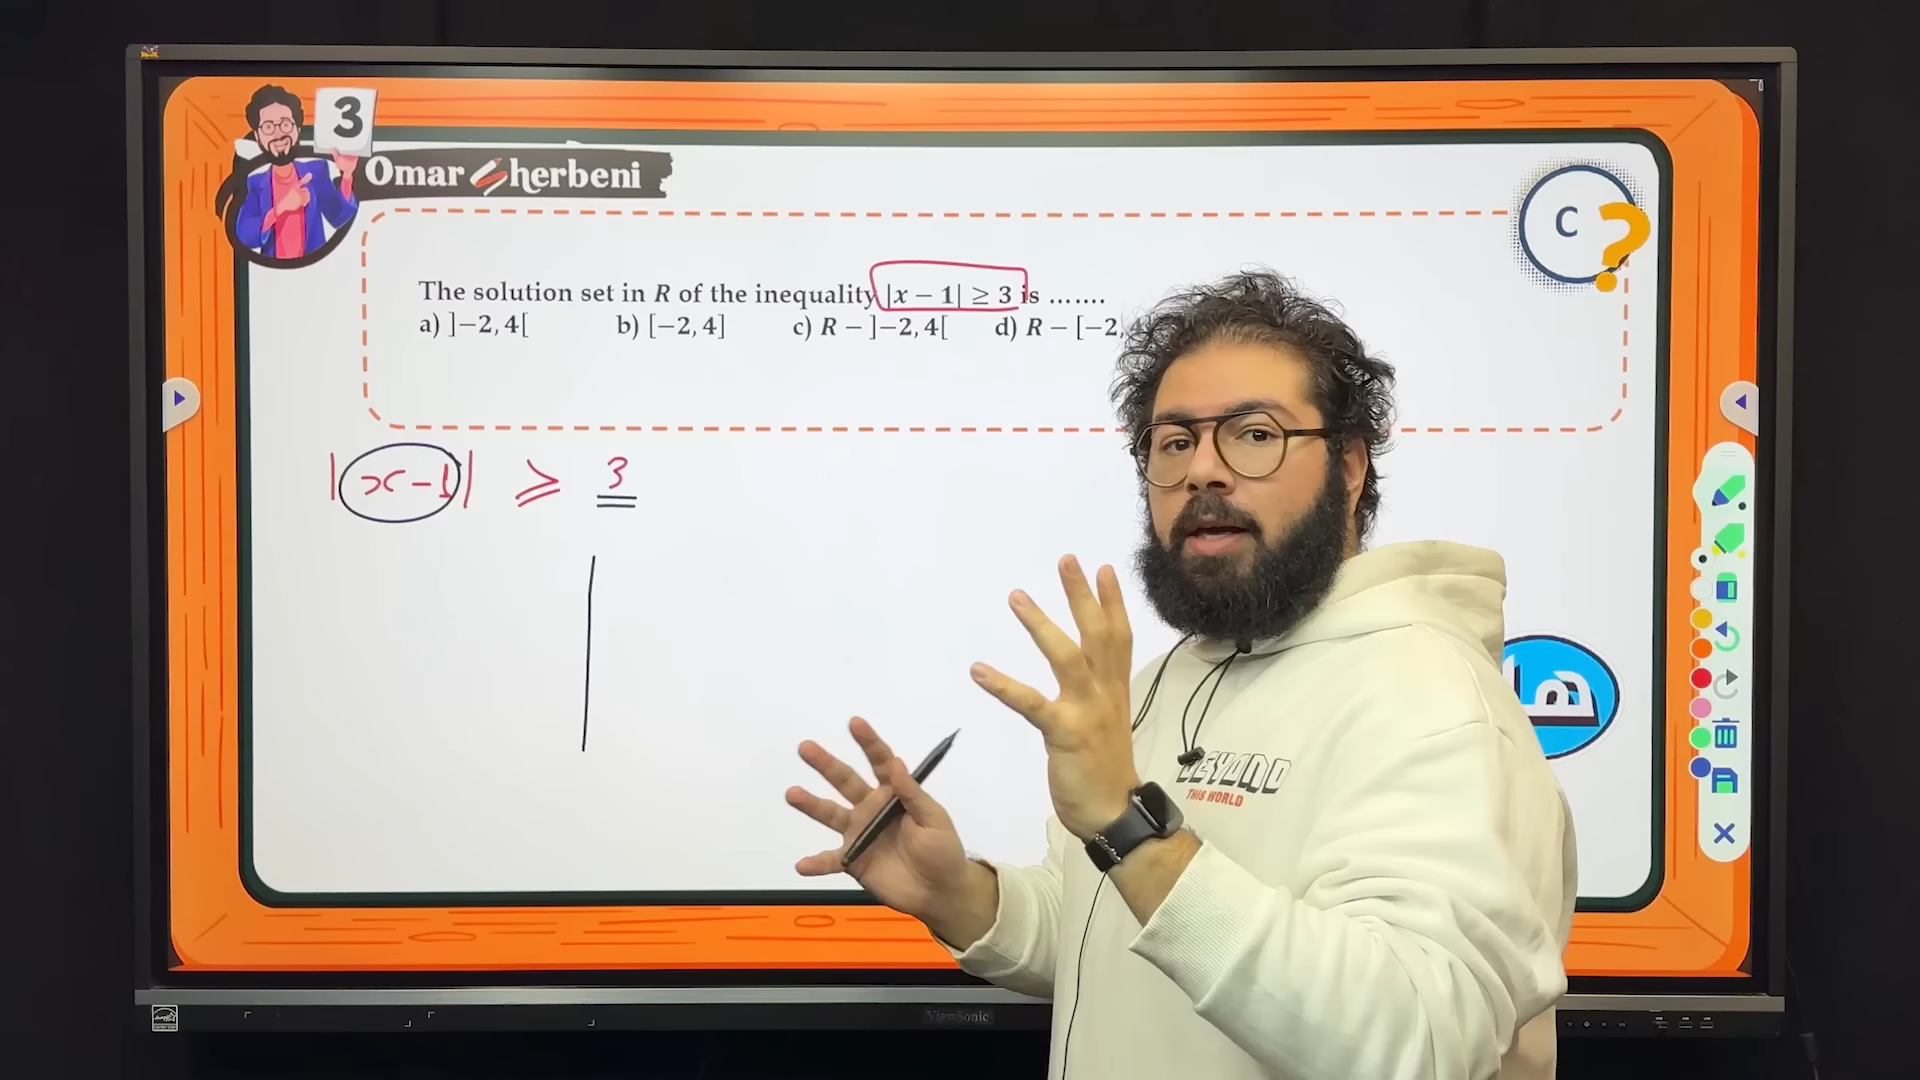 3
Omar Sherbeni
C ?
The solution set in R of the inequality |x − 1| ≥ 3 is .......
a) ]−2, 4[ b) [−2, 4] c) R − ]−2, 4[ d) R − [−2, 4
|x-1| ⩾ 3
BEYOND
THIS WORLD
ViewSonic